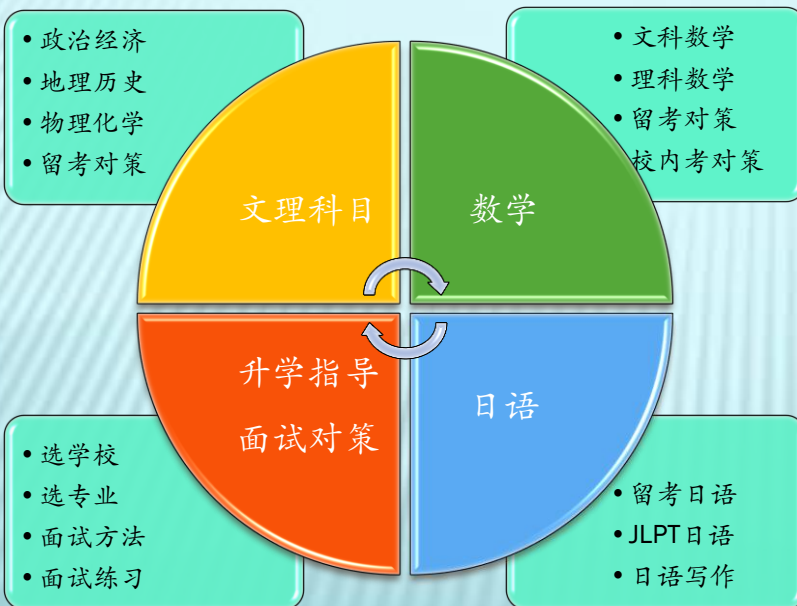 • 政治经济
• 地理历史
• 物理化学
• 留考对策
• 文科数学
• 理科数学
• 留考对策
校内考对策
文理科目
数学
升学指导
面试对策
日语
• 选学校
• 选专业
• 面试方法
• 面试练习
• 留考日语
• JLPT日语
• 日语写作